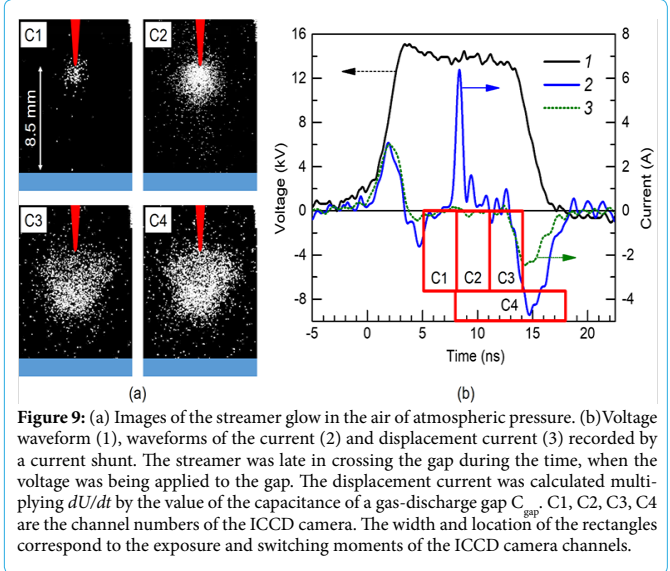 C1
C2
8.5 mm
C3
C4
(a)
16
12
8
4
0
-4
-8
Voltage (kV)
8
6
4
2
0
-2
-4
Current (A)
1
2
3
C1
C2
C3
C4
-5
0
5
10
15
20
Time (ns)
(b)
Figure 9: (a) Images of the streamer glow in the air of atmospheric pressure. (b)Voltage
waveform (1), waveforms of the current (2) and displacement current (3) recorded by
a current shunt. The streamer was late in crossing the gap during the time, when the
voltage was being applied to the gap. The displacement current was calculated multi-
plying dU/dt by the value of the capacitance of a gas-discharge gap Cgap. C1, C2, C3, C4
are the channel numbers of the ICCD camera. The width and location of the rectangles
correspond to the exposure and switching moments of the ICCD camera channels.